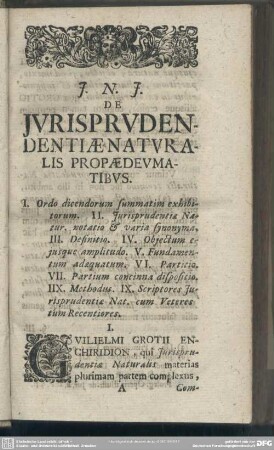 J. N. J.
DE
JVRISPRVDEN-
DENTIÆ NATVRA-
LIS PROPÆDEVMA-
TIBVS.
I. Ordo dicendorum summatim exhibi-
torum. II. Jurisprudentiæ Na-
tur. notatio & varia synonyma.
III. Definitio. IV. Objectum e-
jusque amplitudo. V. Fundamen-
tum adæquatum. VI. Partitio.
VII. Partium continua dispositio.
IIX. Methodus. IX. Scriptores Ju-
risprudentiæ Nat. cum Veteres
tum Recentiores.
I.
GVILIELMI GROTII EN-
CHIRIDION, qui Jurispru-
dentiæ Naturalis materias
plurimam partem complexus,
A
Com-